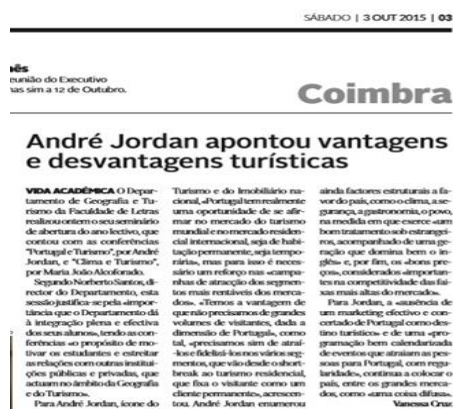 SÁBADO | 3 OUT 2015 | 03
ês
eunião do Executivo
as sim a 12 de Outubro.
Coimbra
André Jordan apontou vantagens
e desvantagens turísticas
VIDA ACADÉMICA O Depar-
tamento de Geografia e Tu-
rismo da Faculdade de Letras
realizou ontem o seu seminário
de abertura do ano lectivo, que
contou com as conferências
"Portugal e Turismo", por André
Jordan, e "Clima e Turismo",
por Maria João Alcoforado.
Segundo Norberto Santos, di-
rector do Departamento, esta
sessão justifica-se pela «impor-
tância que o Departamento dá
à integração plena e efectiva
dos seus alunos», tendo as con-
ferências «o propósito de mo-
tivar os estudantes e estreitar
as relações com outras institui-
ções públicas e privadas, que
actuam no âmbito da Geografia
e do Turismo».
Para André Jordan, ícone do
Turismo e do Imobiliário na-
cional, «Portugal tem realmente
uma oportunidade de se afir-
mar no mercado do turismo
mundial e no mercado residen-
cial internacional, seja de habi-
tação permanente, seja tempo-
rária», mas para isso é neces-
sário um reforço nas «campa-
nhas de atracção dos segmen-
tos mais rentáveis dos merca-
dos». «Temos a vantagem de
que não precisamos de grandes
volumes de visitantes, dada a
dimensão de Portugal», como
tal, «precisamos sim de atraí-
los e fidelizá-los nos vários seg-
mentos, que vão desde o short-
break ao turismo residencial,
que fixa o visitante como um
cliente permanente», acrescen-
tou. André Jordan enumerou
ainda factores estruturais a fa-
vor do país, como o clima, a se-
gurança, a gastronomia, o povo,
na medida em que exerce «um
bom tratamento sob estrangei-
ros, acompanhado de uma ge-
ração que domina bem o in-
glês» e, por fim, os «bons pre-
ços», considerados «importan-
tes na competitividade das fai-
xas mais altas do mercado».
Para Jordan, a «ausência de
um marketing efectivo e con-
certado de Portugal como des-
tino turístico» e de uma «pro-
gramação bem calendarizada
de eventos que atraiam as pes-
soas para Portugal, com regu-
laridade», continua a colocar o
país, entre os grandes merca-
dos, como «uma coisa difusa».
Vanessa Cruz